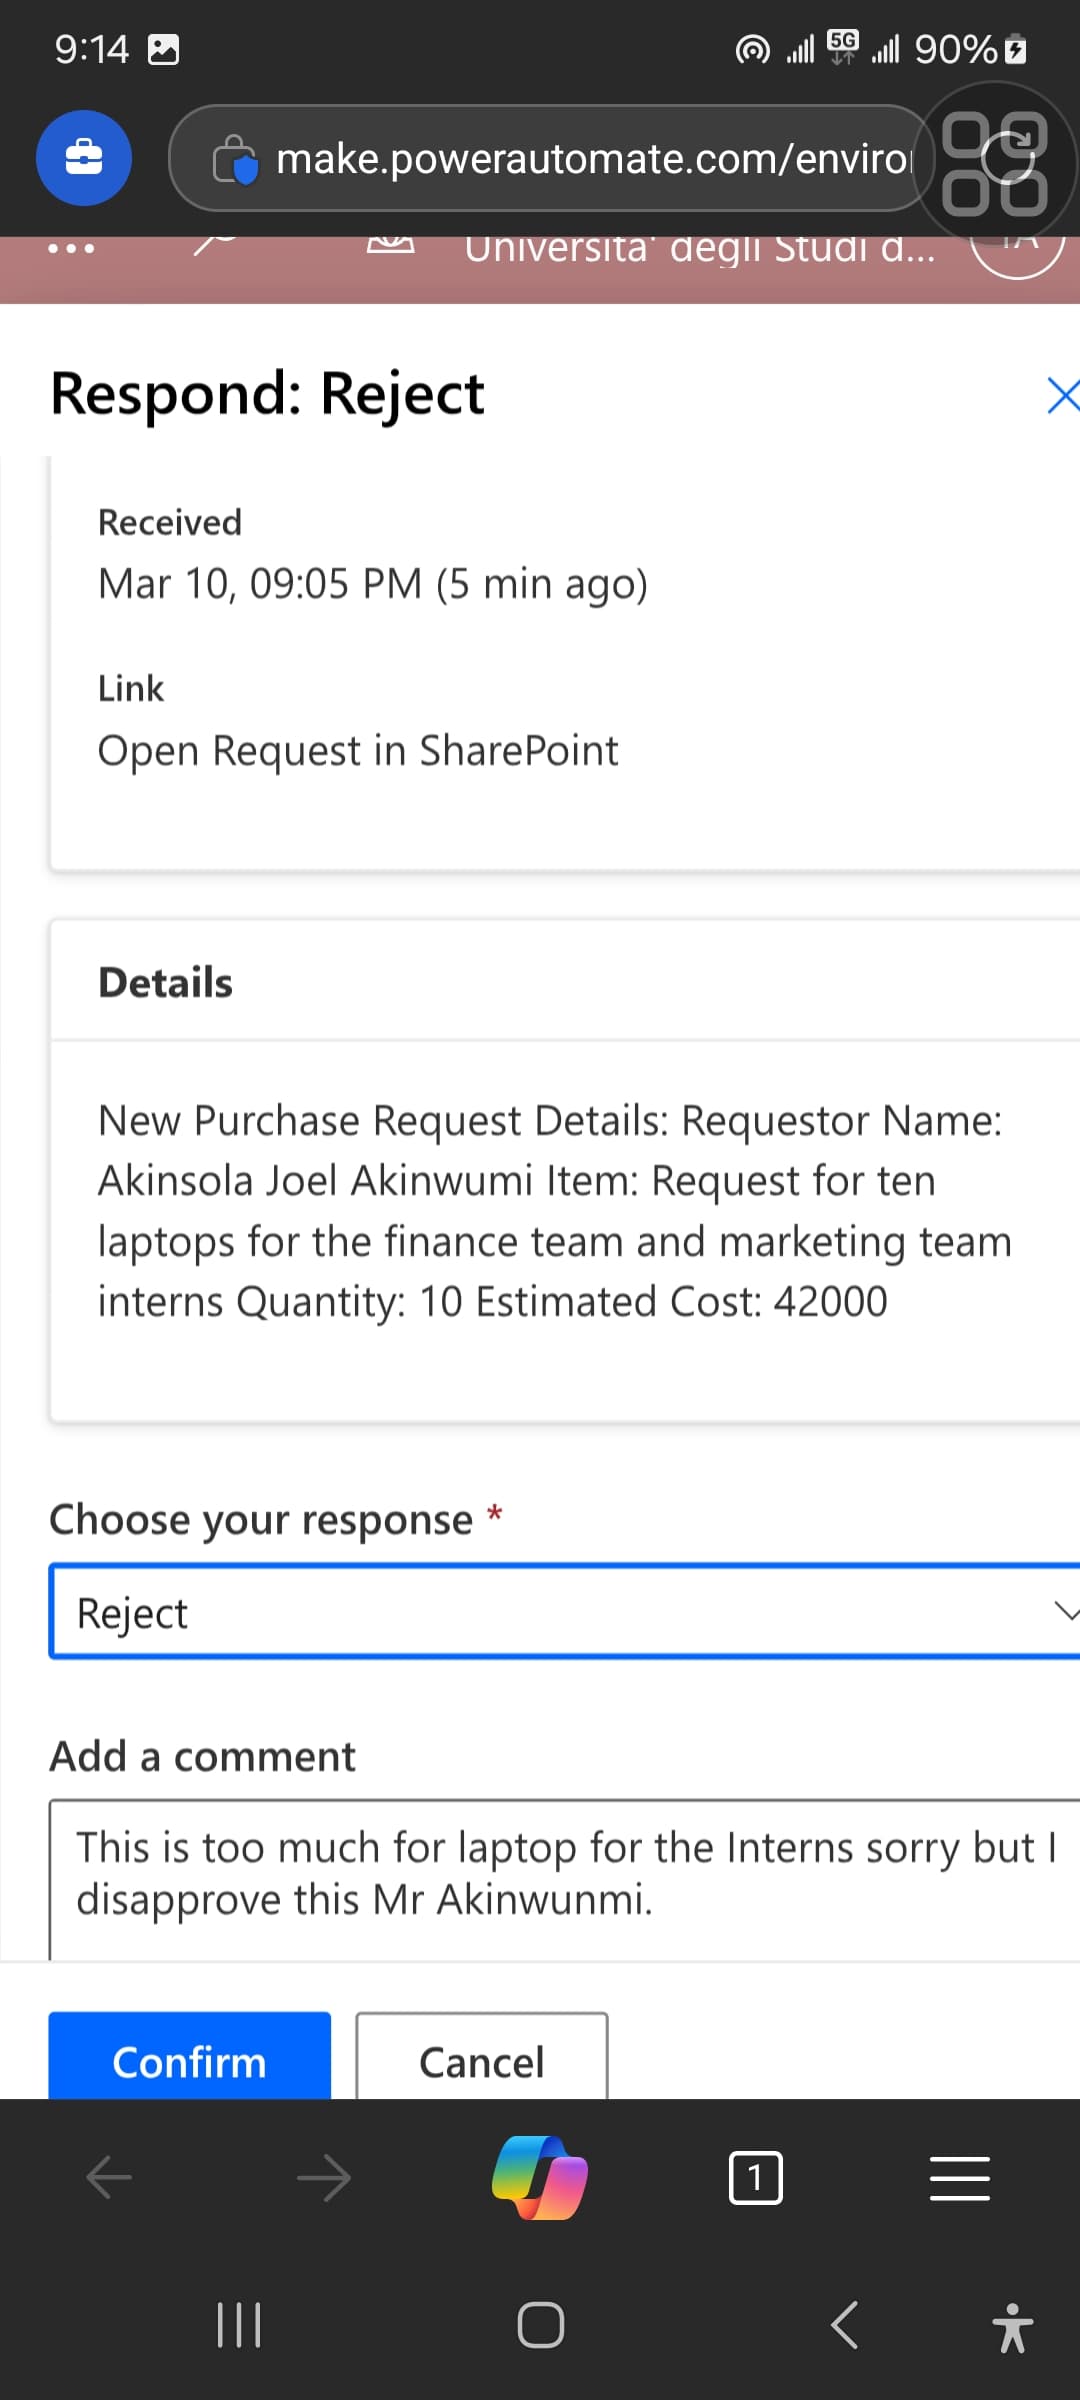 9:14
5G
90%
make.powerautomate.com/enviro
Universita' degli Studi d...
Respond: Reject
Received
Mar 10, 09:05 PM (5 min ago)
Link
Open Request in SharePoint
Details
New Purchase Request Details: Requestor Name:
Akinsola Joel Akinwumi Item: Request for ten
laptops for the finance team and marketing team
interns Quantity: 10 Estimated Cost: 42000
Choose your response *
Reject
Add a comment
This is too much for laptop for the Interns sorry but I
disapprove this Mr Akinwunmi.
Confirm
Cancel
1